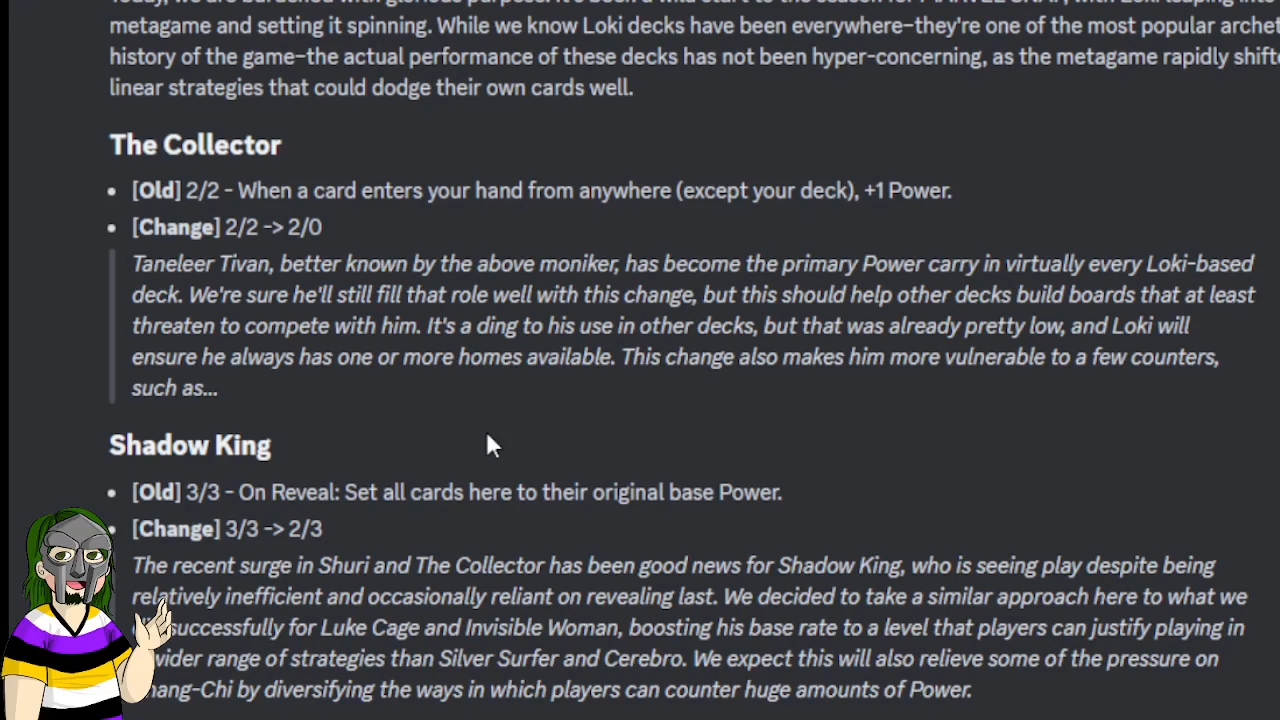 metagame and setting it spinning. While we know Loki decks have been everywhere–they're one of the most popular archet
history of the game–the actual performance of these decks has not been hyper-concerning, as the metagame rapidly shift
linear strategies that could dodge their own cards well.
The Collector
• [Old] 2/2 - When a card enters your hand from anywhere (except your deck), +1 Power.
• [Change] 2/2 -> 2/0
Taneleer Tivan, better known by the above moniker, has become the primary Power carry in virtually every Loki-based
deck. We're sure he'll still fill that role well with this change, but this should help other decks build boards that at least
threaten to compete with him. It's a ding to his use in other decks, but that was already pretty low, and Loki will
ensure he always has one or more homes available. This change also makes him more vulnerable to a few counters,
such as...
Shadow King
• [Old] 3/3 - On Reveal: Set all cards here to their original base Power.
• [Change] 3/3 -> 2/3
The recent surge in Shuri and The Collector has been good news for Shadow King, who is seeing play despite being
relatively inefficient and occasionally reliant on revealing last. We decided to take a similar approach here to what we
successfully for Luke Cage and Invisible Woman, boosting his base rate to a level that players can justify playing in
wider range of strategies than Silver Surfer and Cerebro. We expect this will also relieve some of the pressure on
hang-Chi by diversifying the ways in which players can counter huge amounts of Power.